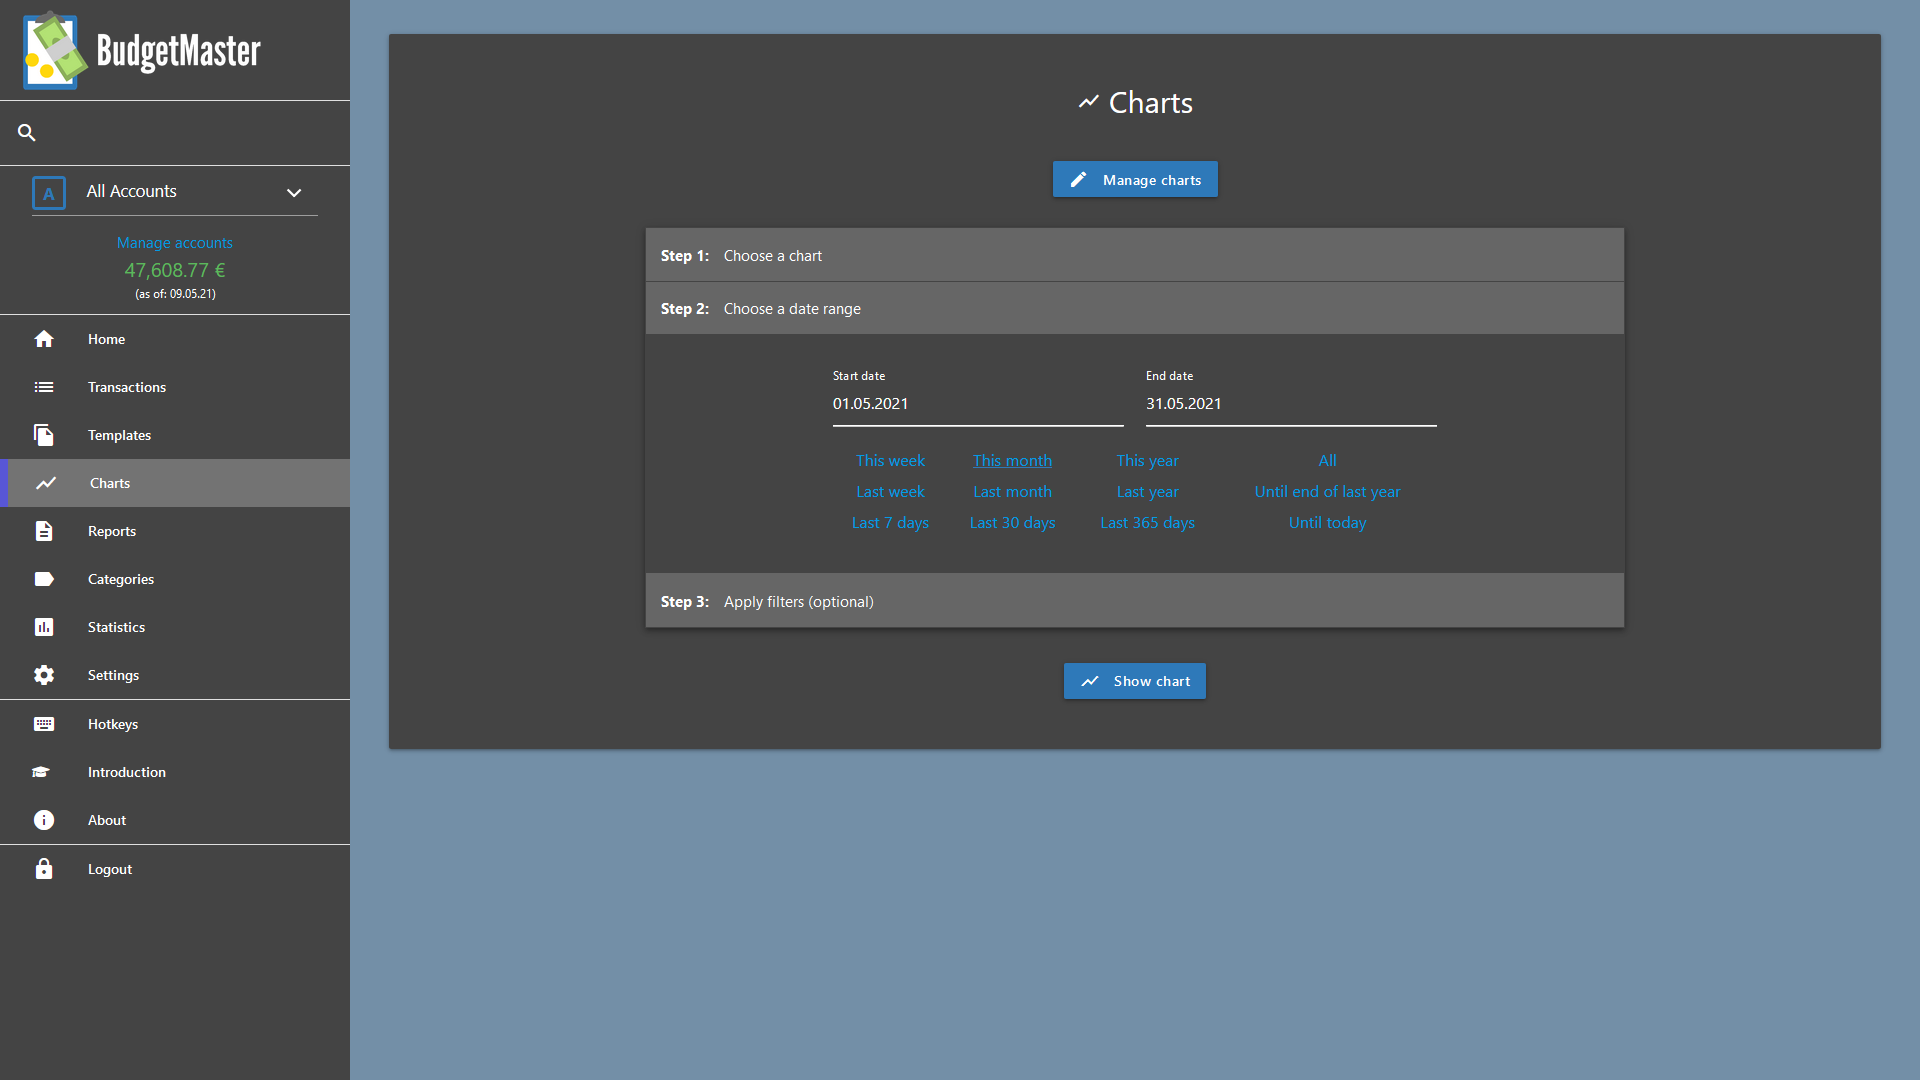 BudgetMaster
A All Accounts
Manage accounts
47,608.77 €
(as of: 09.05.21)
Home
Transactions
Templates
Charts
Reports
Categories
Statistics
Settings
Hotkeys
Introduction
About
Logout
Charts
Manage charts
Step 1: Choose a chart
Step 2: Choose a date range
Start date End date
01.05.2021 31.05.2021
This week This month This year All
Last week Last month Last year Until end of last year
Last 7 days Last 30 days Last 365 days Until today
Step 3: Apply filters (optional)
Show chart